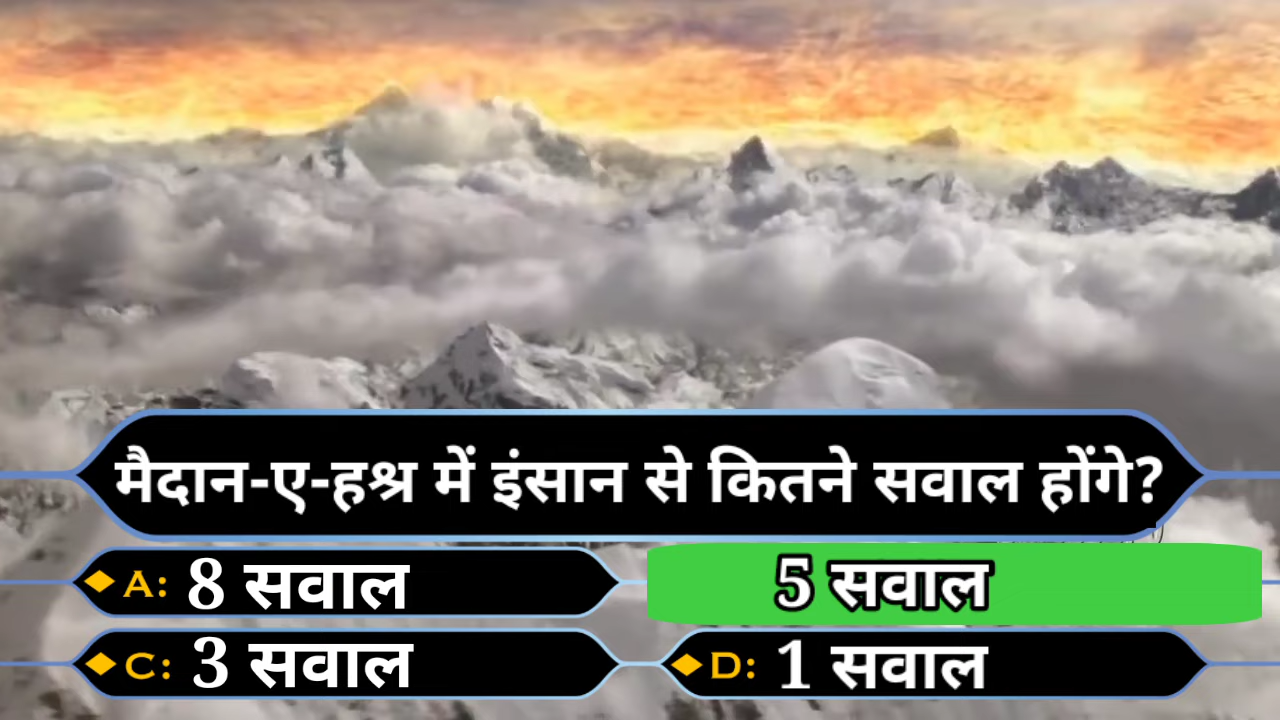 मैदान-ए-हश्र में इंसान से कितने सवाल होंगे?
A: 8 सवाल
5 सवाल
C: 3 सवाल
D: 1 सवाल